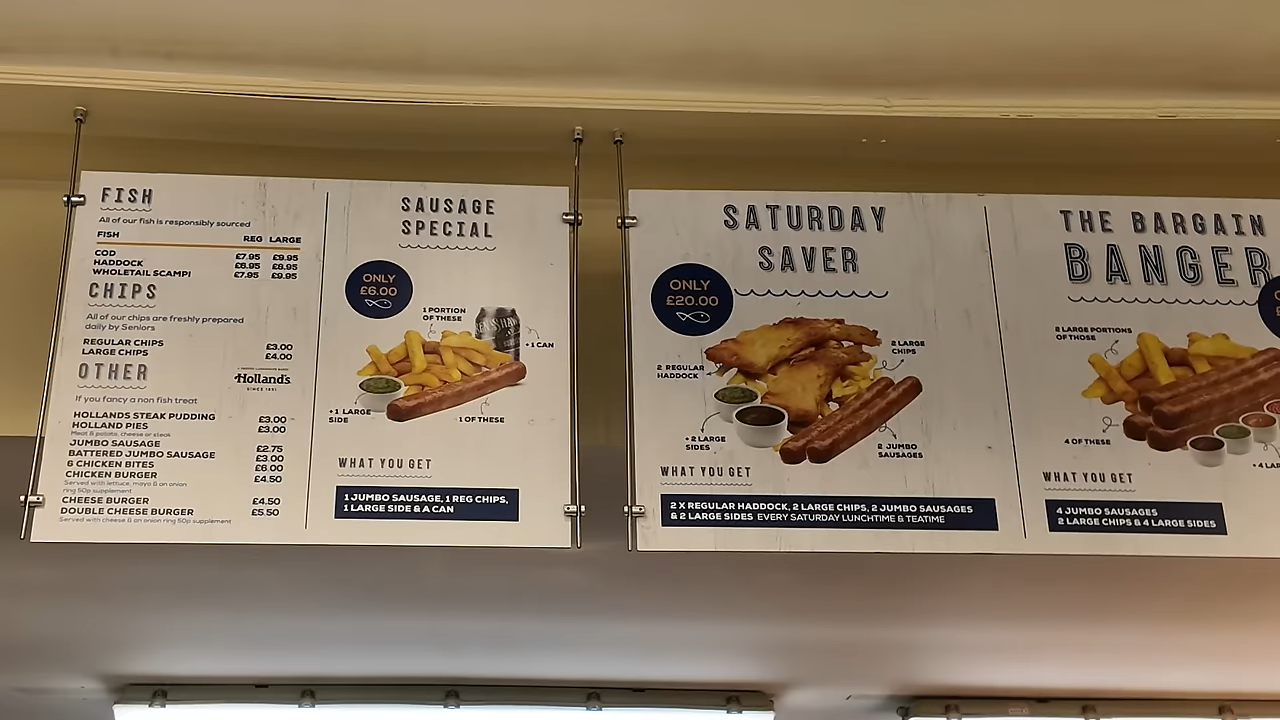 FISH
All of our fish is responsibly sourced
FISH REG LARGE
COD £7.95 £9.95
HADDOCK £6.95 £8.95
WHOLETAIL SCAMPI £7.95 £9.95
CHIPS
All of our chips are freshly prepared
daily by Seniors
REGULAR CHIPS £3.00
LARGE CHIPS £4.00
OTHER
Holland's
SINCE 1851
If you fancy a non fish treat
HOLLANDS STEAK PUDDING £3.00
HOLLAND PIES £3.00
Meat & potato, cheese or steak
JUMBO SAUSAGE £2.75
BATTERED JUMBO SAUSAGE £3.00
6 CHICKEN BITES £6.00
CHICKEN BURGER £4.50
Served with lettuce, mayo & an onion
ring 50p supplement
CHEESE BURGER £4.50
DOUBLE CHEESE BURGER £5.50
Served with cheese & an onion ring 50p supplement
SAUSAGE
SPECIAL
ONLY
£6.00
1 PORTION
OF THESE
+ 1 CAN
+ 1 LARGE
SIDE
1 OF THESE
WHAT YOU GET
1 JUMBO SAUSAGE, 1 REG CHIPS,
1 LARGE SIDE & A CAN
SATURDAY
SAVER
ONLY
£20.00
2 LARGE
CHIPS
2 REGULAR
HADDOCK
+ 2 LARGE
SIDES
2 JUMBO
SAUSAGES
WHAT YOU GET
2 X REGULAR HADDOCK, 2 LARGE CHIPS, 2 JUMBO SAUSAGES
& 2 LARGE SIDES EVERY SATURDAY LUNCHTIME & TEATIME
THE BARGAIN
BANGER
2 LARGE PORTIONS
OF THOSE
4 OF THESE
WHAT YOU GET
4 JUMBO SAUSAGES
2 LARGE CHIPS & 4 LARGE SIDES